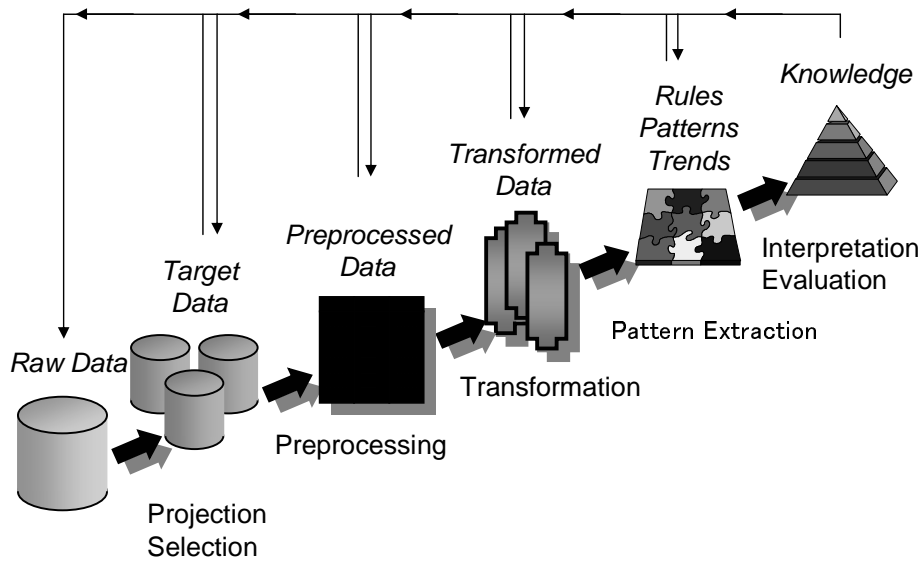 Knowledge
Rules
Patterns
Trends
Transformed
Data
Preprocessed
Data
Target
Data
Raw Data
Interpretation
Evaluation
Pattern Extraction
Transformation
Preprocessing
Projection
Selection